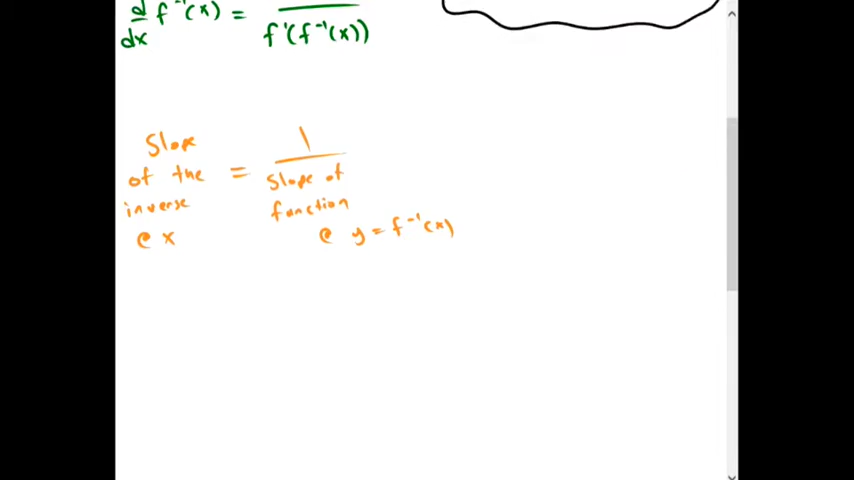 d/dx f⁻¹(x) = / f'(f⁻¹(x))
Slope 1
of the = slope of
inverse function
@ x @ y = f⁻¹(x)